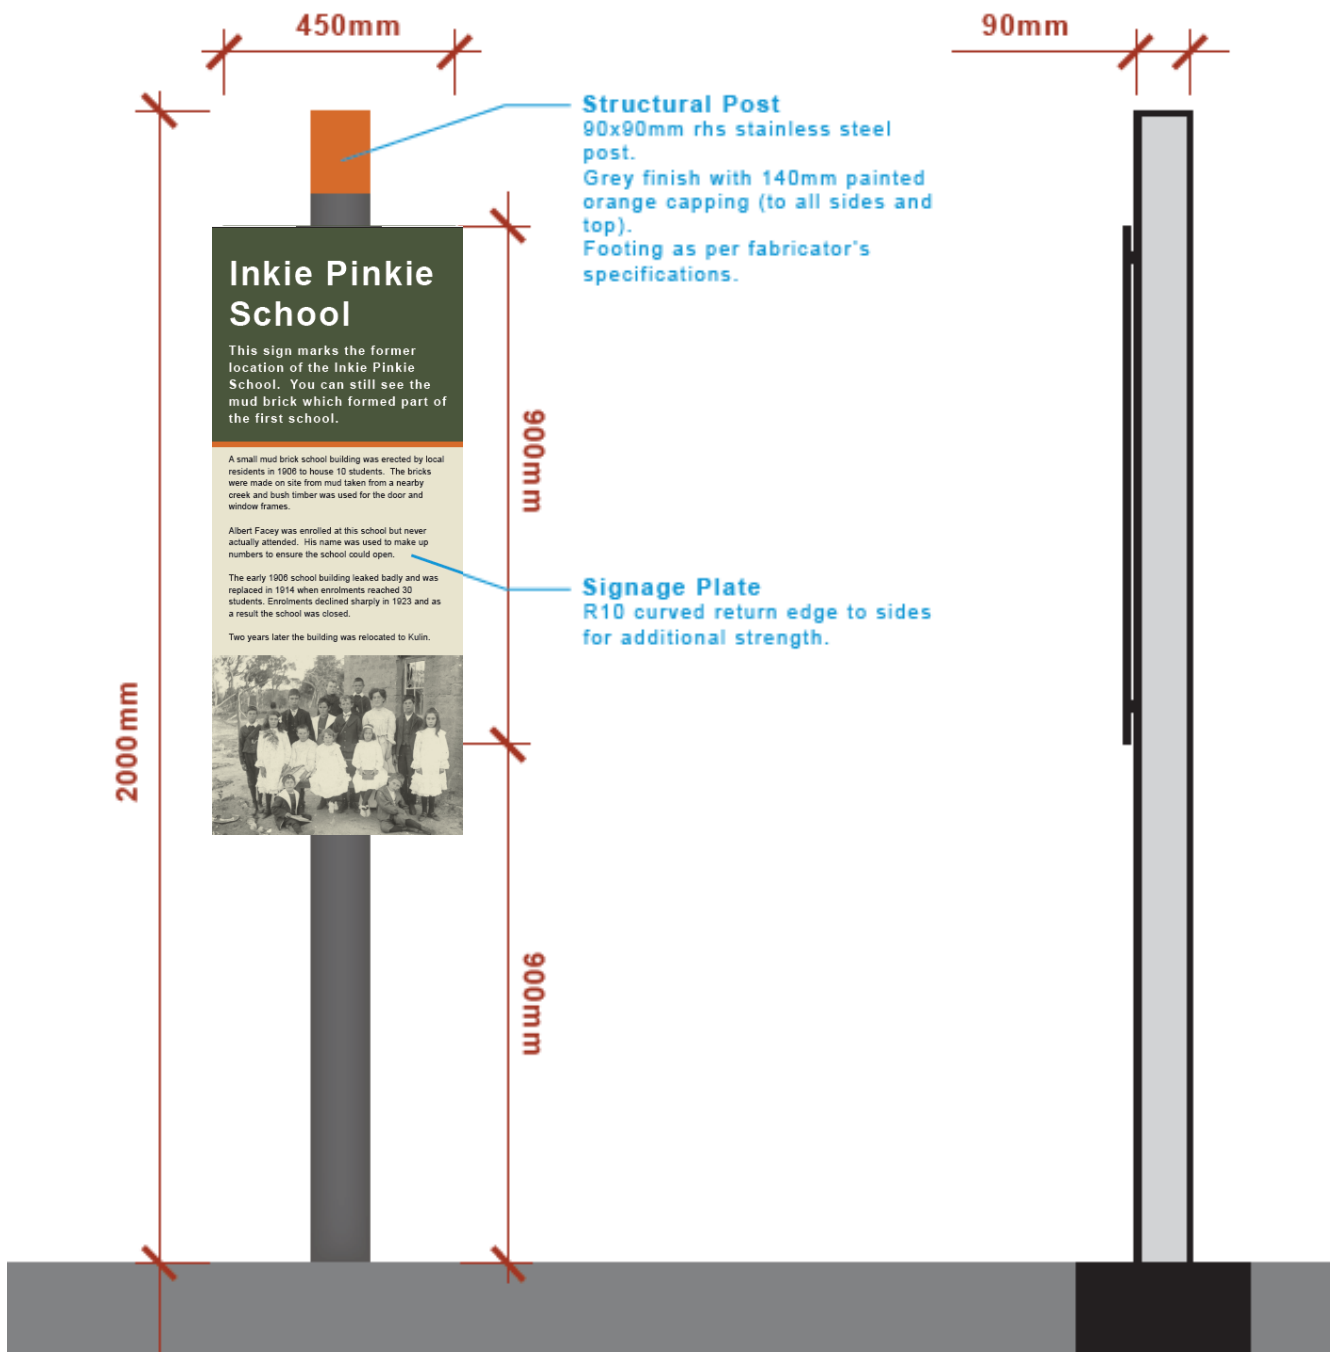 450mm
90mm
Structural Post
90x90mm rhs stainless steel
post.
Grey finish with 140mm painted
orange capping (to all sides and
top).
Footing as per fabricator's
specifications.
Inkie Pinkie
School
This sign marks the former
location of the Inkie Pinkie
School.  You can still see the
mud brick which formed part of
the first school.
900mm
A small mud brick school building was erected by local
residents in 1906 to house 10 students.  The bricks
were made on site from mud taken from a nearby
creek and bush timber was used for the door and
window frames.
Albert Facey was enrolled at this school but never
actually attended.  His name was used to make up
numbers to ensure the school could open.
The early 1906 school building leaked badly and was
replaced in 1914 when enrolments reached 30
students. Enrolments declined sharply in 1923 and as
a result the school was closed.
Two years later the building was relocated to Kulin.
Signage Plate
R10 curved return edge to sides
for additional strength.
2000mm
900mm